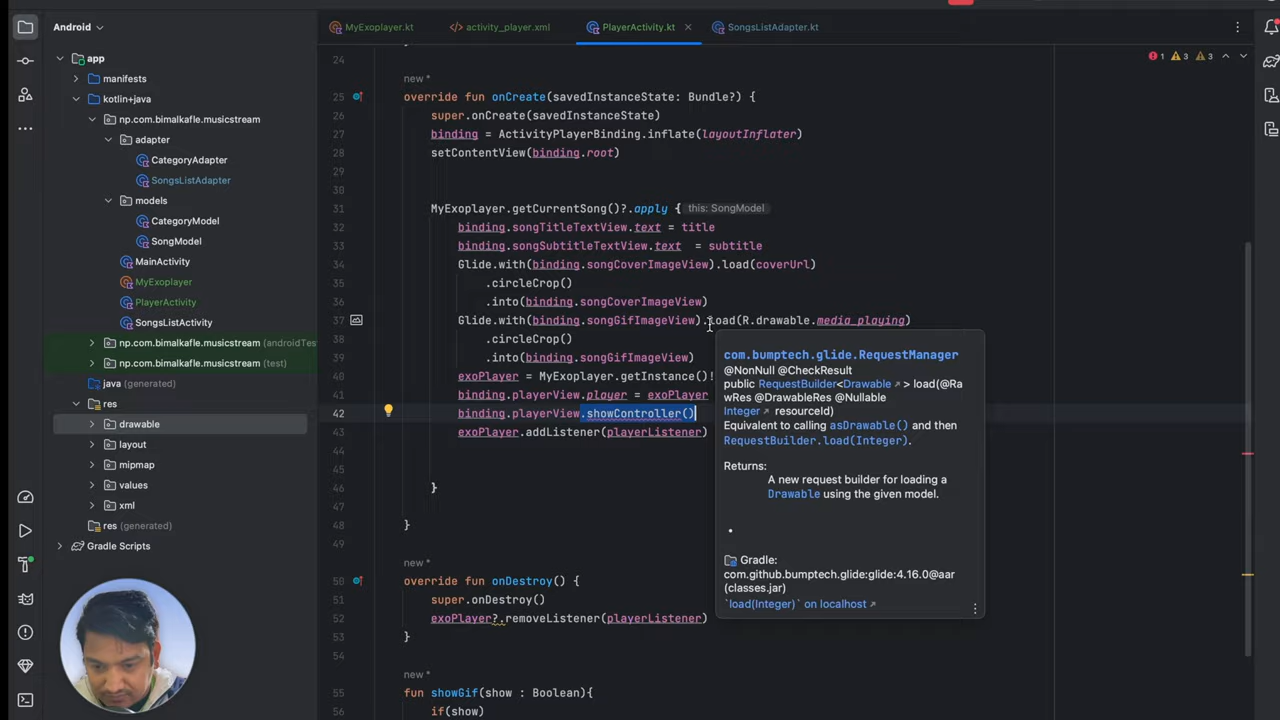 Android
MyExoplayer.kt
activity_player.xml
PlayerActivity.kt
SongsListAdapter.kt
app
manifests
kotlin+java
np.com.bimalkafle.musicstream
adapter
CategoryAdapter
SongsListAdapter
models
CategoryModel
SongModel
MainActivity
MyExoplayer
PlayerActivity
SongsListActivity
np.com.bimalkafle.musicstream (androidTes
np.com.bimalkafle.musicstream (test)
java (generated)
res
drawable
layout
mipmap
values
xml
res (generated)
Gradle Scripts
1 3 3
24
new *
25 override fun onCreate(savedInstanceState: Bundle?) {
26 super.onCreate(savedInstanceState)
27 binding = ActivityPlayerBinding.inflate(layoutInflater)
28 setContentView(binding.root)
29
30
31 MyExoplayer.getCurrentSong()?.apply { this: SongModel
32 binding.songTitleTextView.text = title
33 binding.songSubtitleTextView.text = subtitle
34 Glide.with(binding.songCoverImageView).load(coverUrl)
35 .circleCrop()
36 .into(binding.songCoverImageView)
37 Glide.with(binding.songGifImageView).load(R.drawable.media_playing)
38 .circleCrop()
39 .into(binding.songGifImageView)
40 exoPlayer = MyExoplayer.getInstance()!
41 binding.playerView.player = exoPlayer
42 binding.playerView.showController()
43 exoPlayer.addListener(playerListener)
44
45
46 }
47
48 }
49
new *
50 override fun onDestroy() {
51 super.onDestroy()
52 exoPlayer?.removeListener(playerListener)
53 }
54
new *
55 fun showGif(show : Boolean){
56 if(show)
com.bumptech.glide.RequestManager
@NonNull @CheckResult
public RequestBuilder<Drawable > load(@Ra
wRes @DrawableRes @Nullable
Integer resourceId)
Equivalent to calling asDrawable() and then
RequestBuilder.load(Integer).
Returns:
A new request builder for loading a
Drawable using the given model.
Gradle:
com.github.bumptech.glide:glide:4.16.0@aar
(classes.jar)
`load(Integer)` on localhost